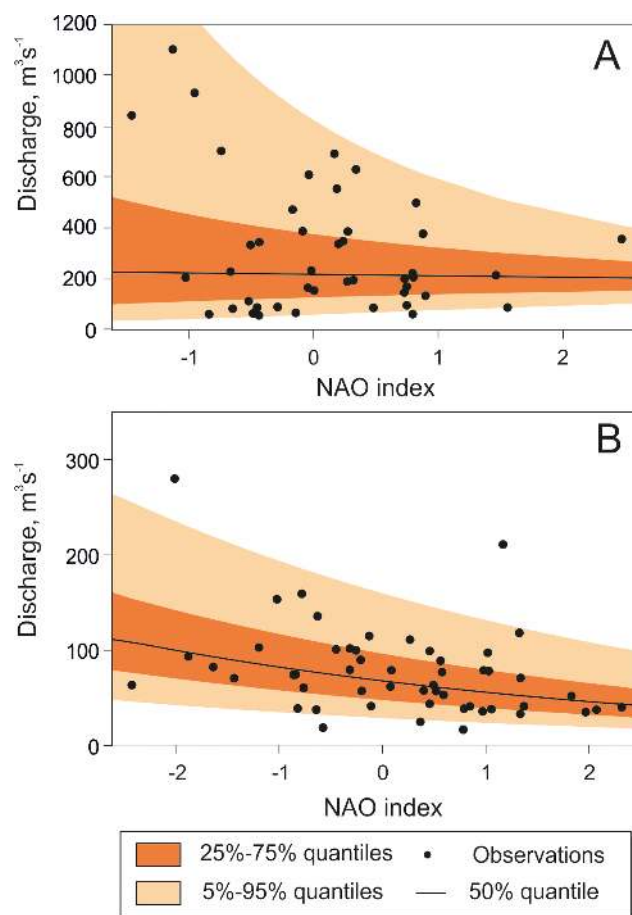 A
Discharge, m³s⁻¹
1200
1000
800
600
400
200
0
-1 0 1 2
NAO index
B
Discharge, m³s⁻¹
300
200
100
0
-2 -1 0 1 2
NAO index
25%-75% quantiles Observations
5%-95% quantiles 50% quantile